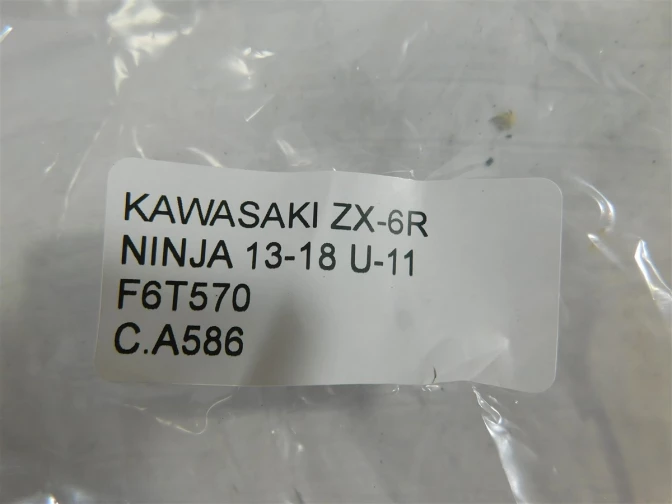 KAWASAKI ZX-6R
NINJA 13-18 U-11
F6T570
C.A586